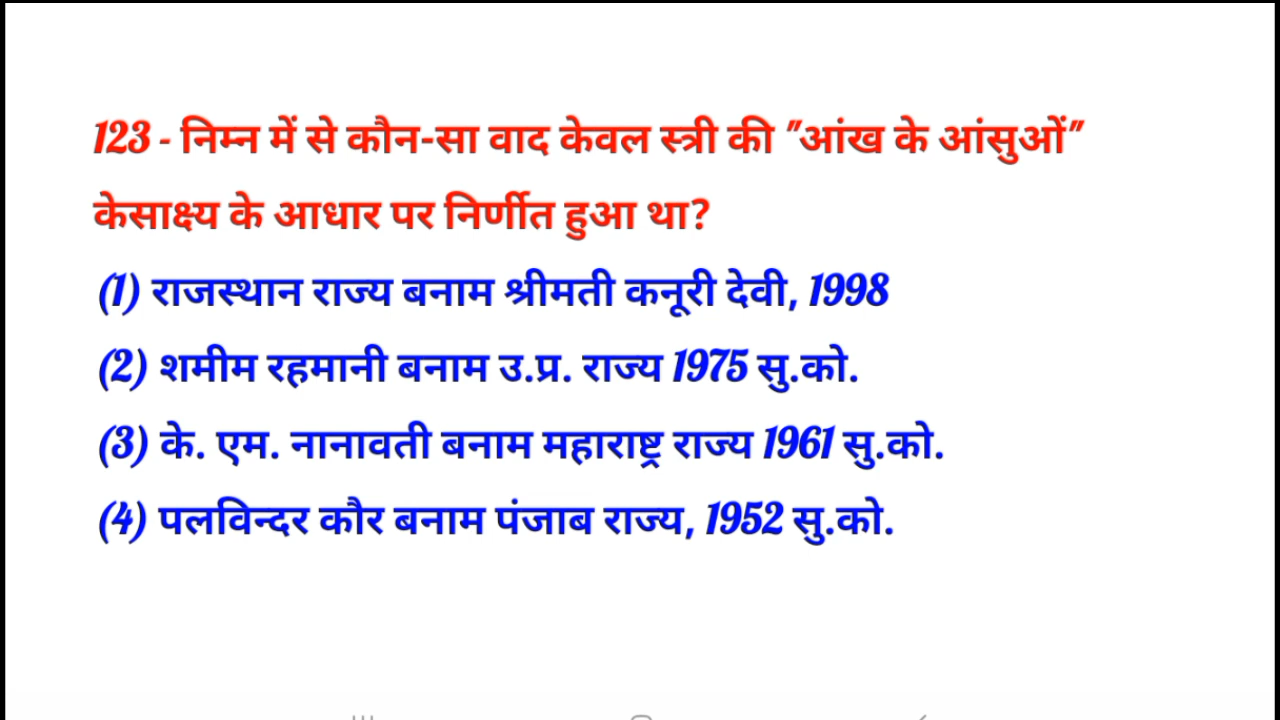 123 - निम्न में से कौन-सा वाद केवल स्त्री की "आंख के आंसुओं"
केसाक्ष्य के आधार पर निर्णीत हुआ था?
(1) राजस्थान राज्य बनाम श्रीमती कनूरी देवी, 1998
(2) शमीम रहमानी बनाम उ.प्र. राज्य 1975 सु.को.
(3) के. एम. नानावती बनाम महाराष्ट्र राज्य 1961 सु.को.
(4) पलविन्दर कौर बनाम पंजाब राज्य, 1952 सु.को.